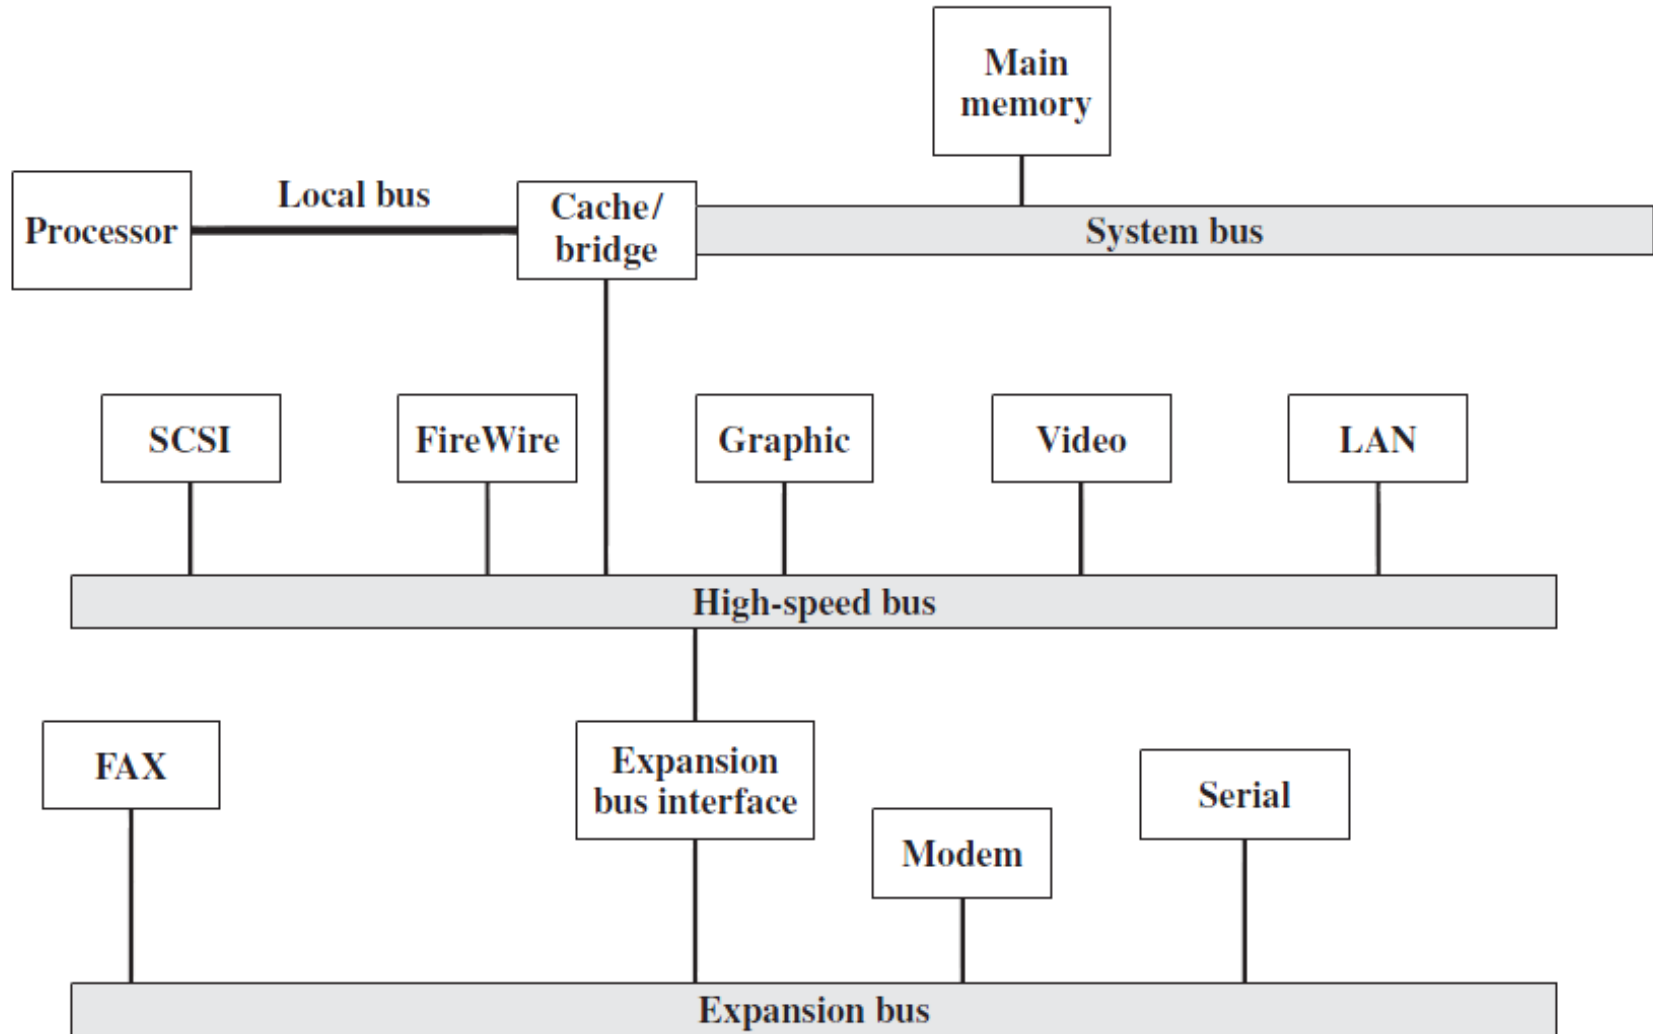 Main
memory
Local bus
Processor
Cache/
bridge
System bus
SCSI
FireWire
Graphic
Video
LAN
High-speed bus
FAX
Expansion
bus interface
Modem
Serial
Expansion bus